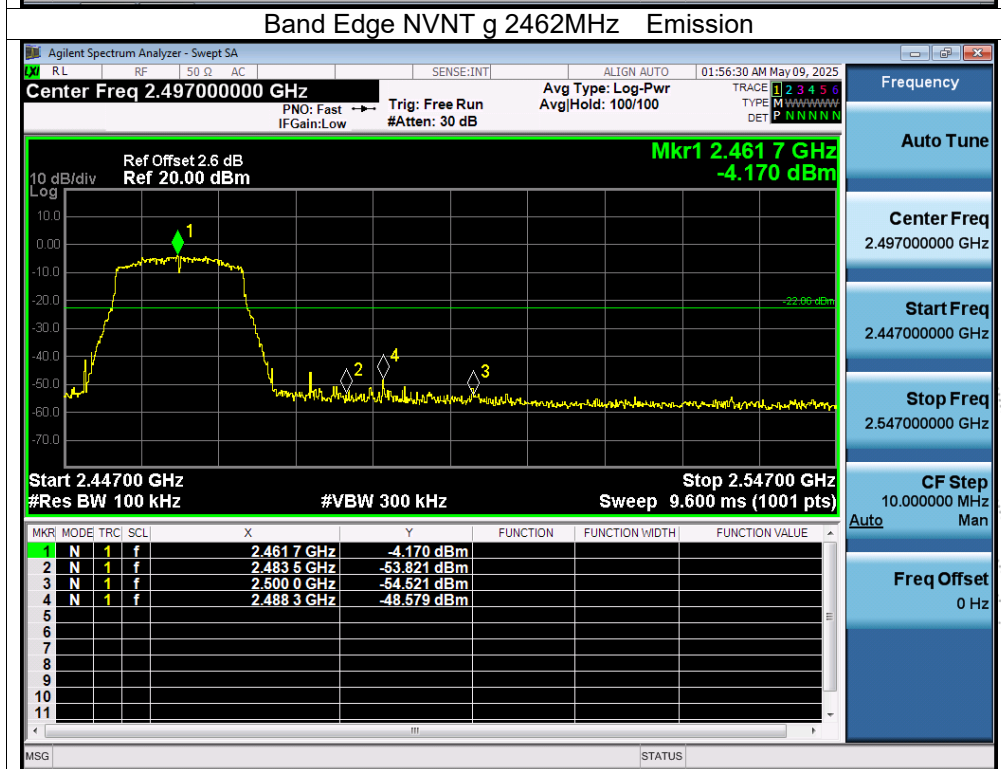 Band Edge NVNT g 2462MHz    Emission
Agilent Spectrum Analyzer - Swept SA
LXI RL RF 50 Ω AC SENSE:INT ALIGN AUTO 01:56:30 AM May 09, 2025
Center Freq 2.497000000 GHz
PNO: Fast
IFGain:Low
Trig: Free Run
#Atten: 30 dB
Avg Type: Log-Pwr
Avg|Hold: 100/100
TRACE 1 2 3 4 5 6
TYPE M WWWWW
DET P N N N N N
Mkr1 2.461 7 GHz
-4.170 dBm
Ref Offset 2.6 dB
Ref 20.00 dBm
10 dB/div
Log
10.0
0.00
-10.0
-20.0
-30.0
-40.0
-50.0
-60.0
-70.0
1
2
4
3
-22.06 dBm
Start 2.44700 GHz
Stop 2.54700 GHz
#Res BW 100 kHz
#VBW 300 kHz
Sweep 9.600 ms (1001 pts)
MKR MODE TRC SCL X Y FUNCTION FUNCTION WIDTH FUNCTION VALUE
1 N 1 f 2.461 7 GHz -4.170 dBm
2 N 1 f 2.483 5 GHz -53.821 dBm
3 N 1 f 2.500 0 GHz -54.521 dBm
4 N 1 f 2.488 3 GHz -48.579 dBm
5
6
7
8
9
10
11
MSG
STATUS
Frequency
Auto Tune
Center Freq
2.497000000 GHz
Start Freq
2.447000000 GHz
Stop Freq
2.547000000 GHz
CF Step
10.000000 MHz
Auto Man
Freq Offset
0 Hz